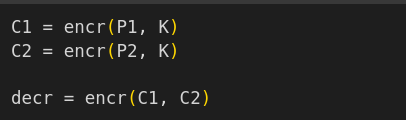 C1 = encr(P1, K)
C2 = encr(P2, K)
decr = encr(C1, C2)